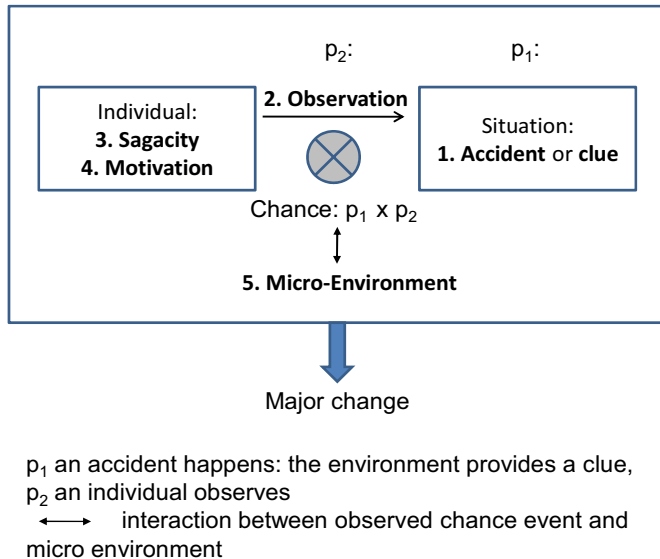 p₂: p₁:
Individual:
3. Sagacity
4. Motivation
2. Observation
Situation:
1. Accident or clue
Chance: p₁ x p₂
5. Micro-Environment
Major change
p₁ an accident happens: the environment provides a clue,
p₂ an individual observes
interaction between observed chance event and
micro environment